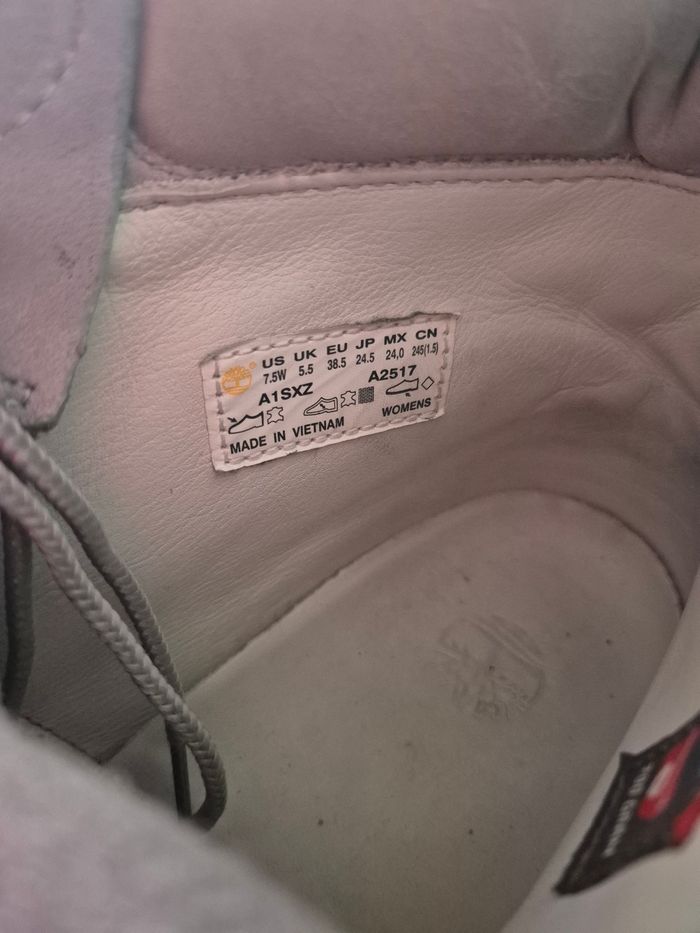 US UK EU JP MX CN
7.5W 5.5 38.5 24.5 24,0 245(1.5)
A1SXZ A2517
WOMENS
MADE IN VIETNAM